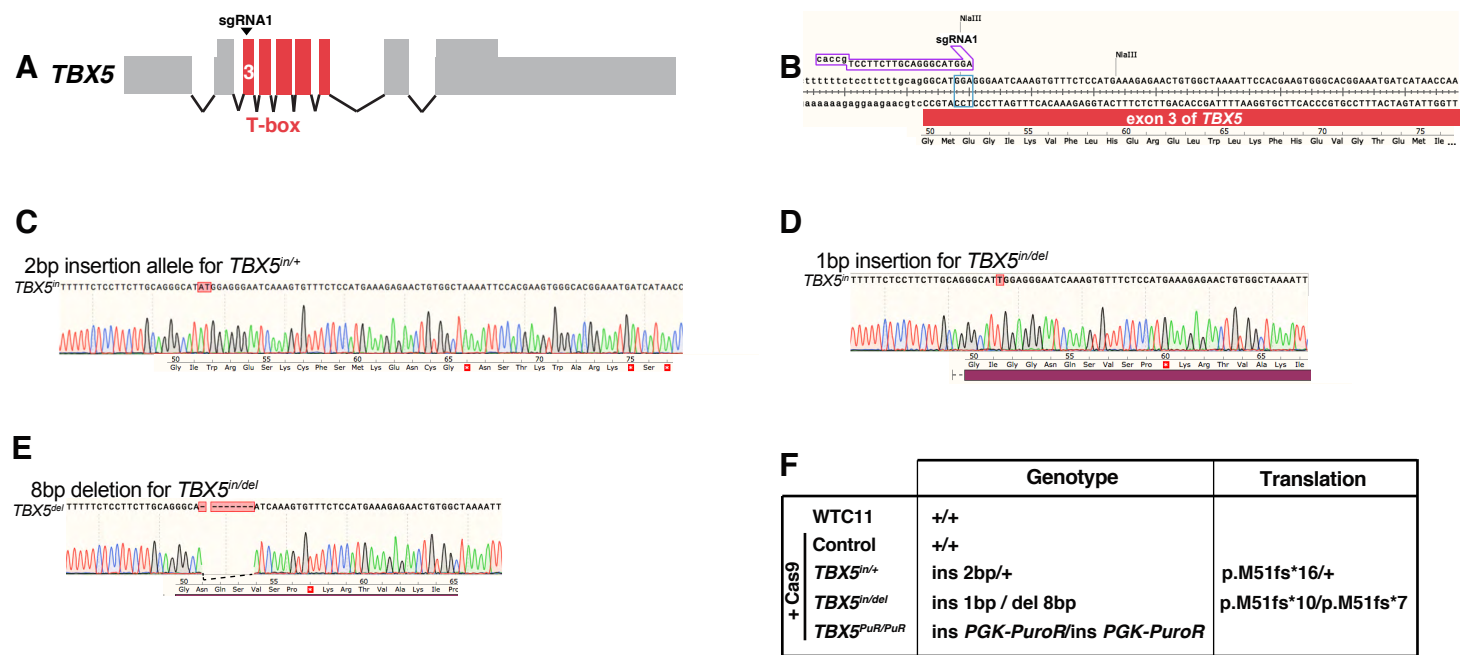 sgRNA1
A TBX5
3
T-box
B
NlaIII
sgRNA1
NlaIII
caccgTCCTTCTTGCAGGGCATGGA
ttttttctccttcttgcagGGCATGGAGGGAATCAAAGTGTTTCTCCATGAAAGAGAACTGTGGCTAAAATTCCACGAAGTGGGCACGGAAATGATCATAACCAA
aaaaaagaggaagaacgtcCCGTACCTCCCTTAGTTTCACAAAGAGGTACTTTCTCTTGACACCGATTTTAAGGTGCTTCACCCGTGCCTTTACTAGTATTGGTT
exon 3 of TBX5
50 55 60 65 70 75
Gly Met Glu Gly Ile Lys Val Phe Leu His Glu Arg Glu Leu Trp Leu Lys Phe His Glu Val Gly Thr Glu Met Ile ...
C
2bp insertion allele for TBX5in/+
TBX5in TTTTTCTCCTTCTTGCAGGGCATATGGAGGGAATCAAAGTGTTTCTCCATGAAAGAGAACTGTGGCTAAAATTCCACGAAGTGGGCACGGAAATGATCATAACC
50 55 60 65 70 75
Gly Ile Trp Arg Glu Ser Lys Cys Phe Ser Met Lys Glu Asn Cys Gly * Asn Ser Thr Lys Trp Ala Arg Lys * Ser *
D
1bp insertion for TBX5in/del
TBX5in TTTTTCTCCTTCTTGCAGGGCATTGGAGGGAATCAAAGTGTTTCTCCATGAAAGAGAACTGTGGCTAAAATT
50 55 60 65
Gly Ile Gly Gly Asn Gln Ser Val Ser Pro * Lys Arg Thr Val Ala Lys Ile
E
8bp deletion for TBX5in/del
TBX5del TTTTTCTCCTTCTTGCAGGGCA- --------ATCAAAGTGTTTCTCCATGAAAGAGAACTGTGGCTAAAATT
50 55 60 65
Gly Asn Gln Ser Val Ser Pro * Lys Arg Thr Val Ala Lys Ile Pro
F
Genotype Translation
+ Cas9
WTC11 +/+
Control +/+
TBX5in/+ ins 2bp/+ p.M51fs*16/+
TBX5in/del ins 1bp / del 8bp p.M51fs*10/p.M51fs*7
TBX5PuR/PuR ins PGK-PuroR/ins PGK-PuroR